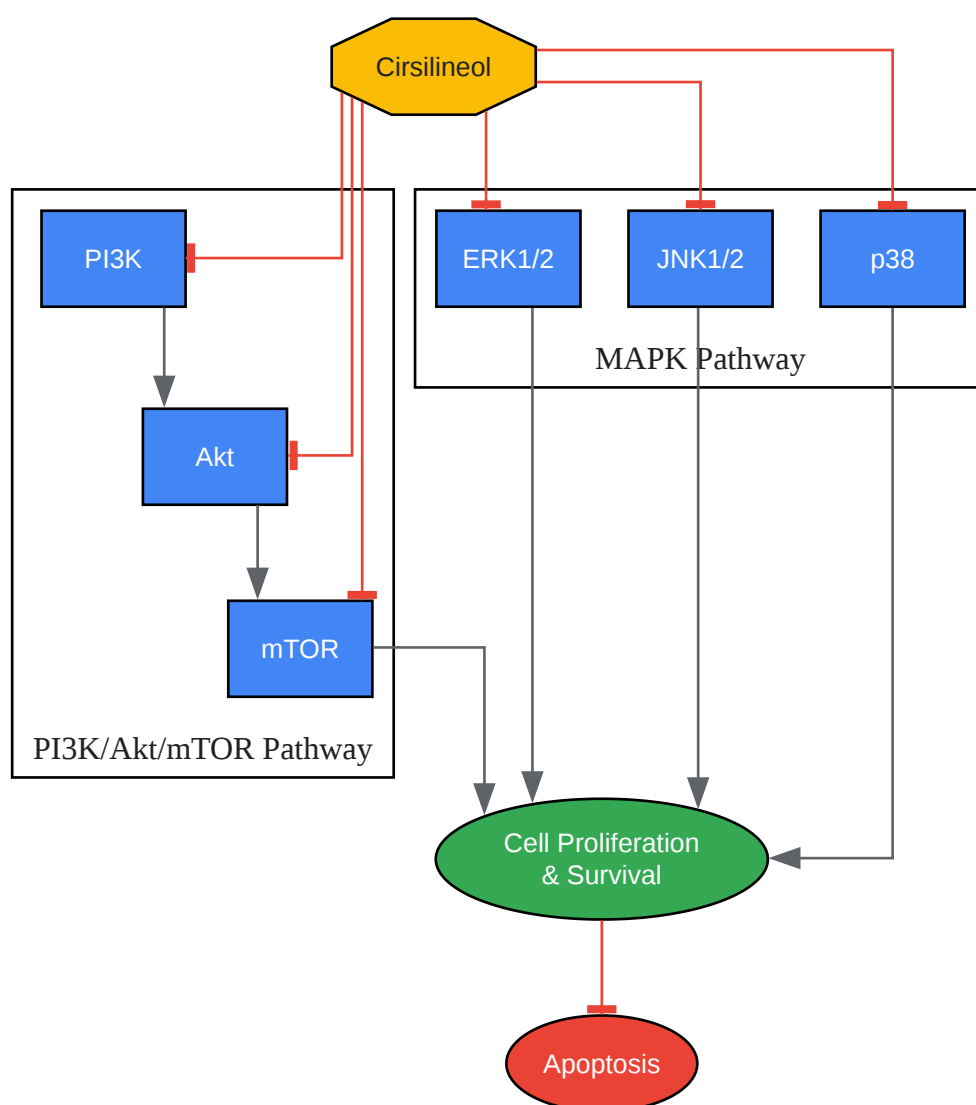 Cirsilineol
PI3K
ERK1/2
JNK1/2
p38
MAPK Pathway
Akt
mTOR
PI3K/Akt/mTOR Pathway
Cell Proliferation
& Survival
Apoptosis